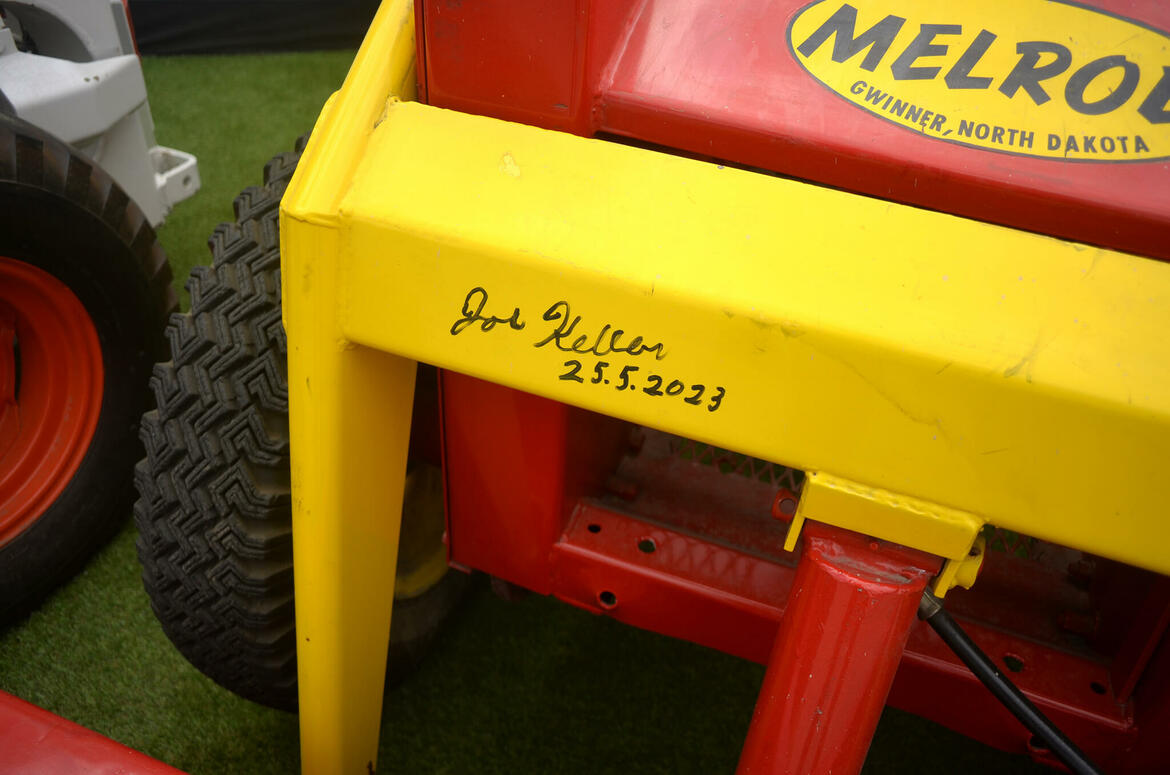 MELROE
GWINNER, NORTH DAKOTA
Joe Keller
25.5.2023